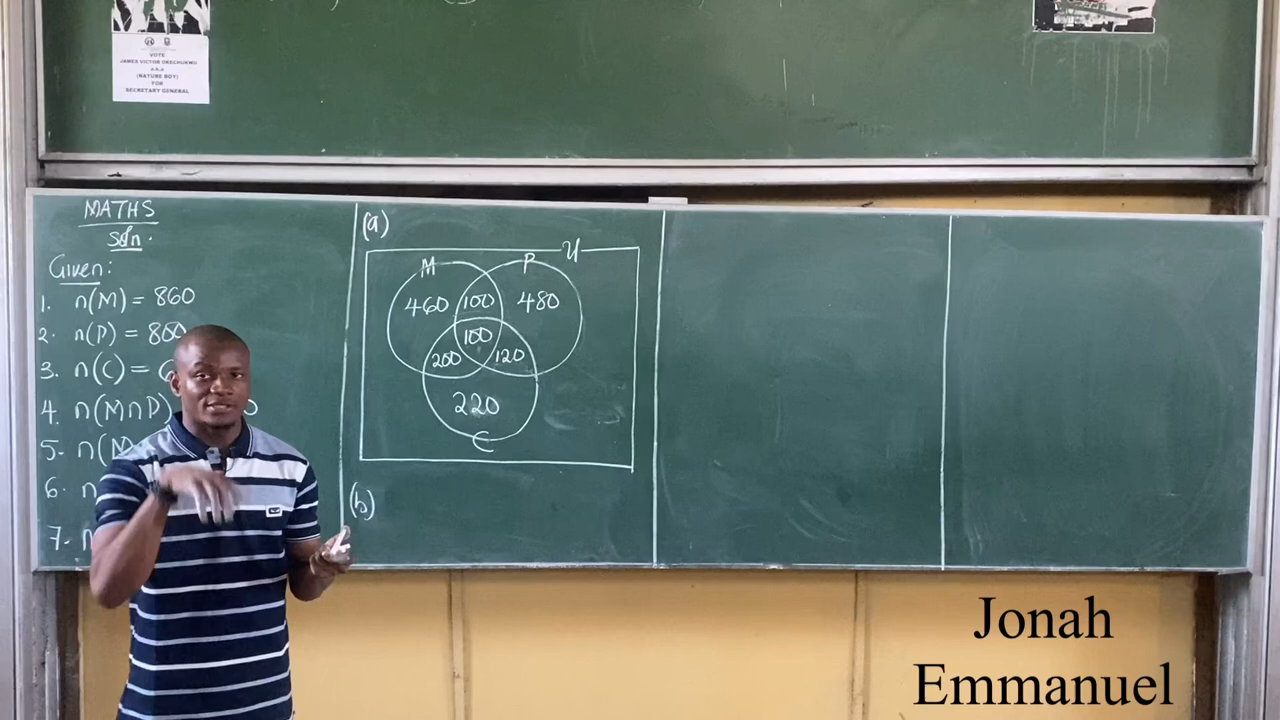 VOTE
JAMES VICTOR OKECHUKWU
a.k.a
(NATURE BOY)
FOR
SECRETARY GENERAL
MATHS
Soln.
Given:
1. n(M) = 860
2. n(P) = 800
3. n(C) = 6
4. n(M∩P)
5. n(M
6. n
7. n
(a)
U
M P
460 100 480
100
200 120
220
C
(b)
Jonah
Emmanuel